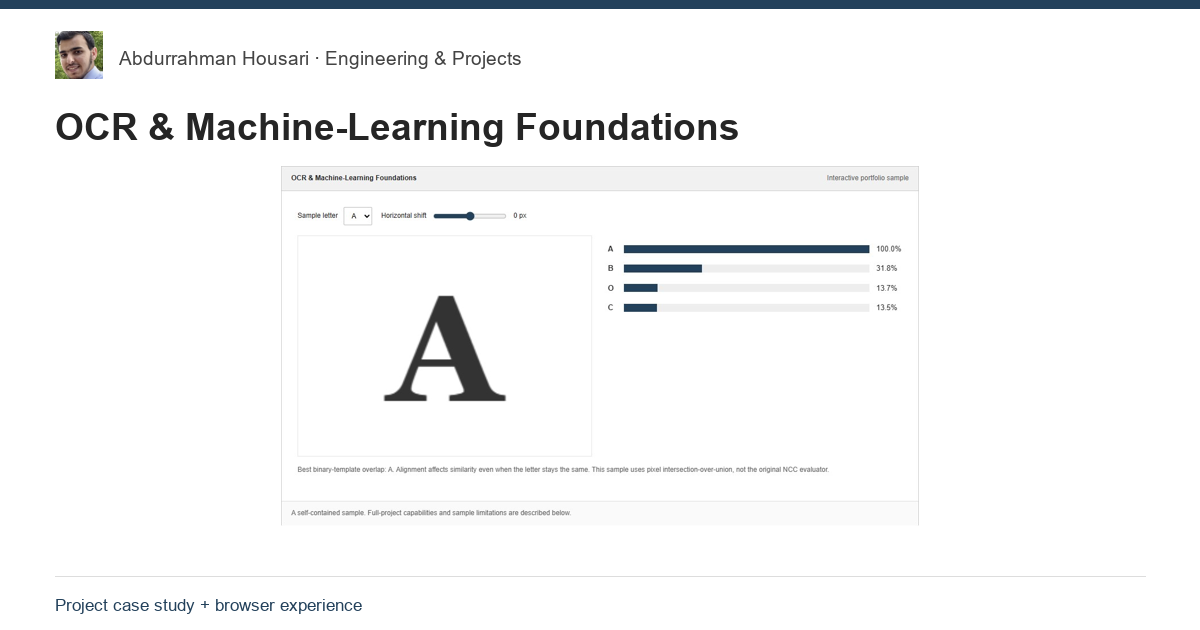 Abdurrahman Housari · Engineering & Projects
OCR & Machine-Learning Foundations
OCR & Machine-Learning Foundations Interactive portfolio sample
Sample letter A Horizontal shift 0 px
A
A 100.0%
B 31.8%
O 13.7%
C 13.5%
Best binary-template overlap: A. Alignment affects similarity even when the letter stays the same. This sample uses pixel intersection-over-union, not the original NCC evaluator.
A self-contained sample. Full-project capabilities and sample limitations are described below.
Project case study + browser experience